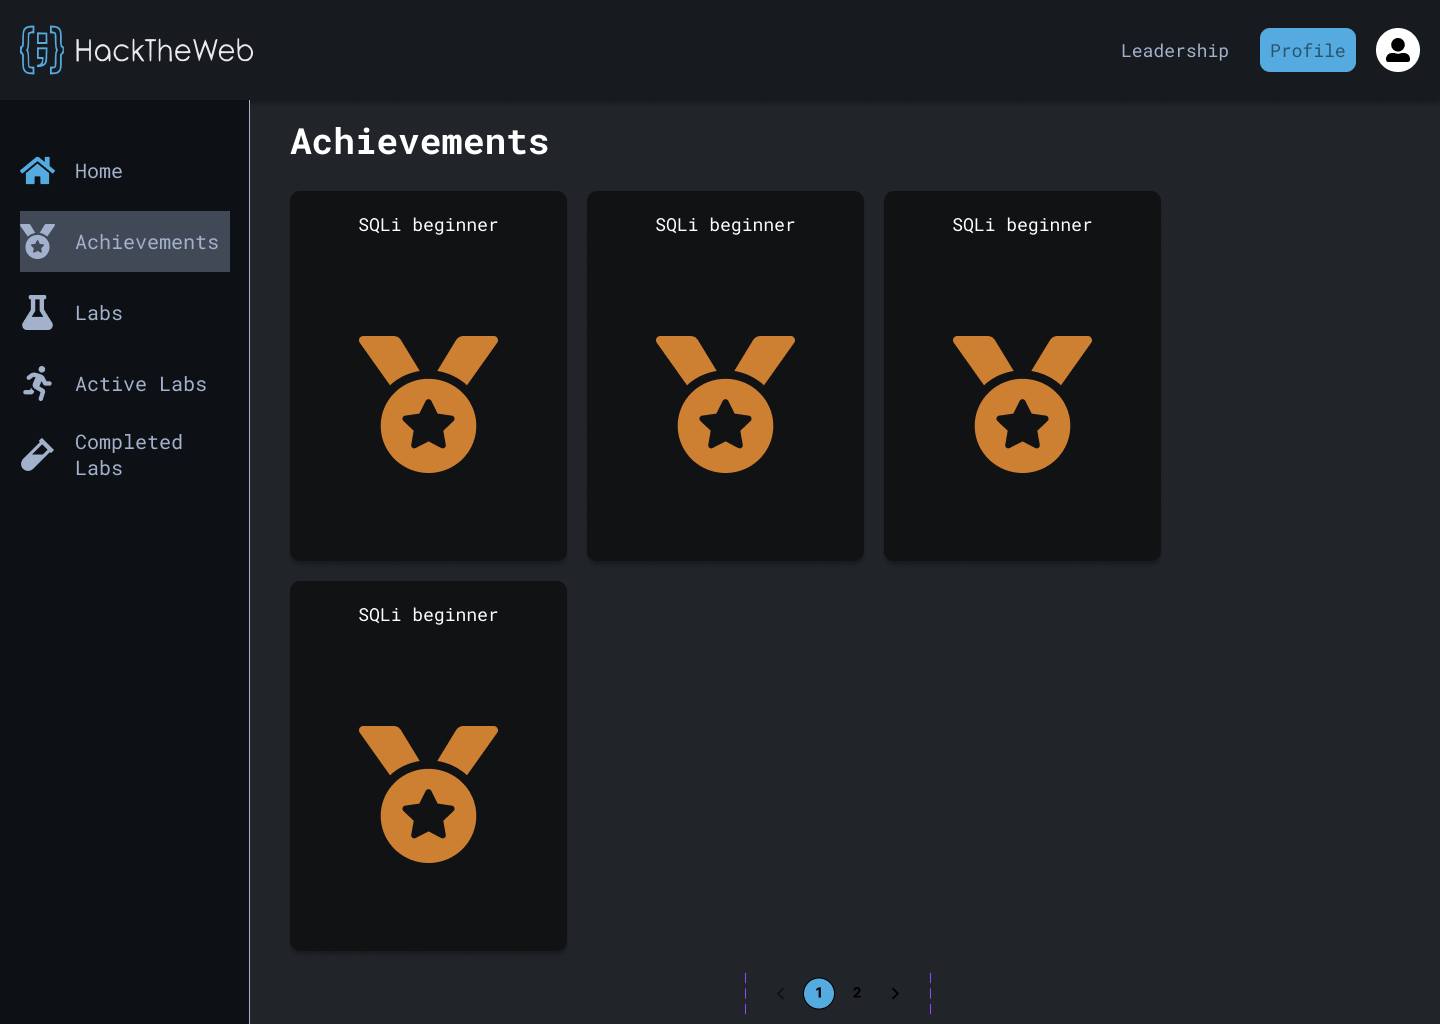 HackTheWeb
Leadership
Profile
Home
Achievements
Labs
Active Labs
Completed
Labs
Achievements
SQLi beginner
SQLi beginner
SQLi beginner
SQLi beginner
1
2